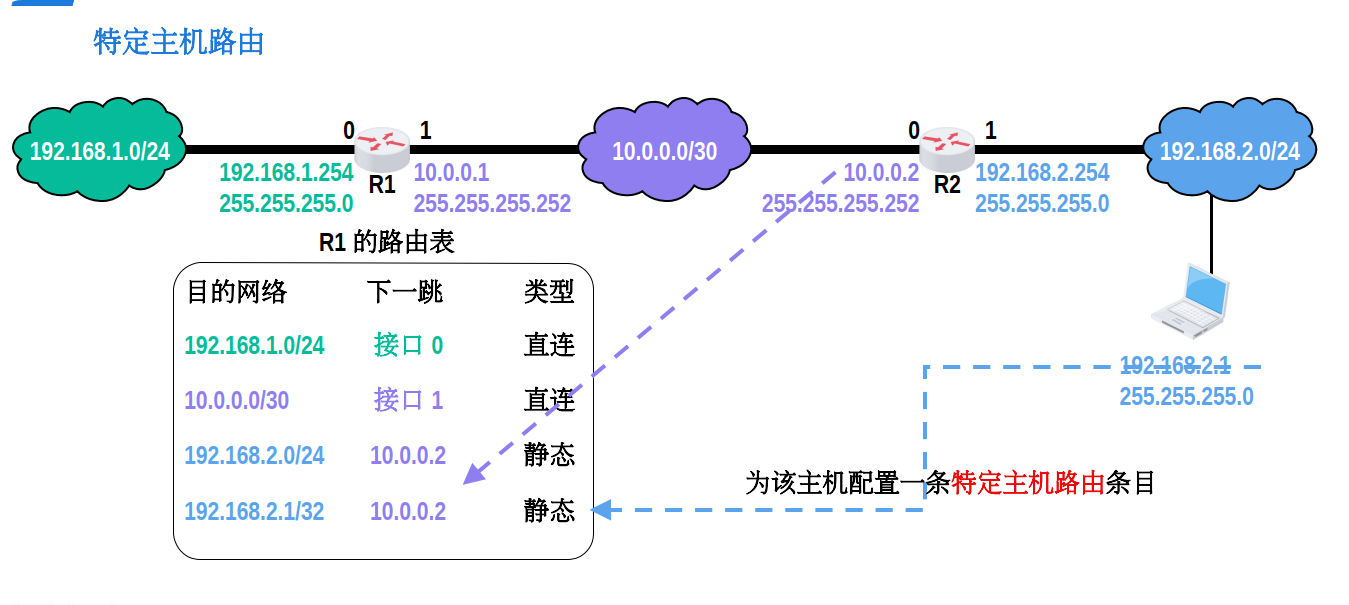 特定主机路由
0 1 0 1
192.168.1.0/24 10.0.0.0/30 192.168.2.0/24
192.168.1.254 R1 10.0.0.1 10.0.0.2 R2 192.168.2.254
255.255.255.0 255.255.255.252 255.255.255.252 255.255.255.0
R1 的路由表
目的网络 下一跳 类型
192.168.1.0/24 接口 0 直连
10.0.0.0/30 接口 1 直连
192.168.2.0/24 10.0.0.2 静态
192.168.2.1/32 10.0.0.2 静态
192.168.2.1
255.255.255.0
为该主机配置一条特定主机路由条目